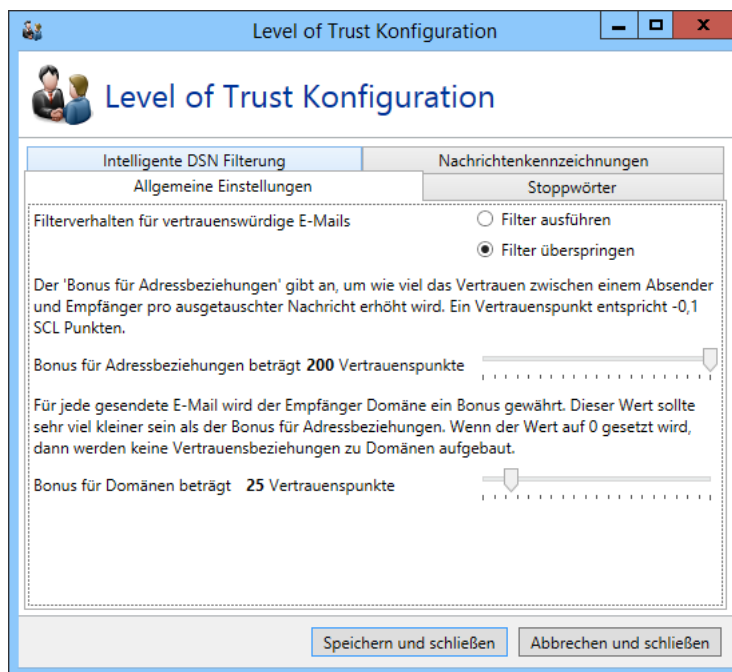 Level of Trust Konfiguration
Level of Trust Konfiguration
Intelligente DSN Filterung
Nachrichtenkennzeichnungen
Allgemeine Einstellungen
Stoppwörter
Filterverhalten für vertrauenswürdige E-Mails
Filter ausführen
Filter überspringen
Der 'Bonus für Adressbeziehungen' gibt an, um wie viel das Vertrauen zwischen einem Absender
und Empfänger pro ausgetauschter Nachricht erhöht wird. Ein Vertrauenspunkt entspricht -0,1
SCL Punkten.
Bonus für Adressbeziehungen beträgt 200 Vertrauenspunkte
Für jede gesendete E-Mail wird der Empfänger Domäne ein Bonus gewährt. Dieser Wert sollte
sehr viel kleiner sein als der Bonus für Adressbeziehungen. Wenn der Wert auf 0 gesetzt wird,
dann werden keine Vertrauensbeziehungen zu Domänen aufgebaut.
Bonus für Domänen beträgt 25 Vertrauenspunkte
Speichern und schließen
Abbrechen und schließen